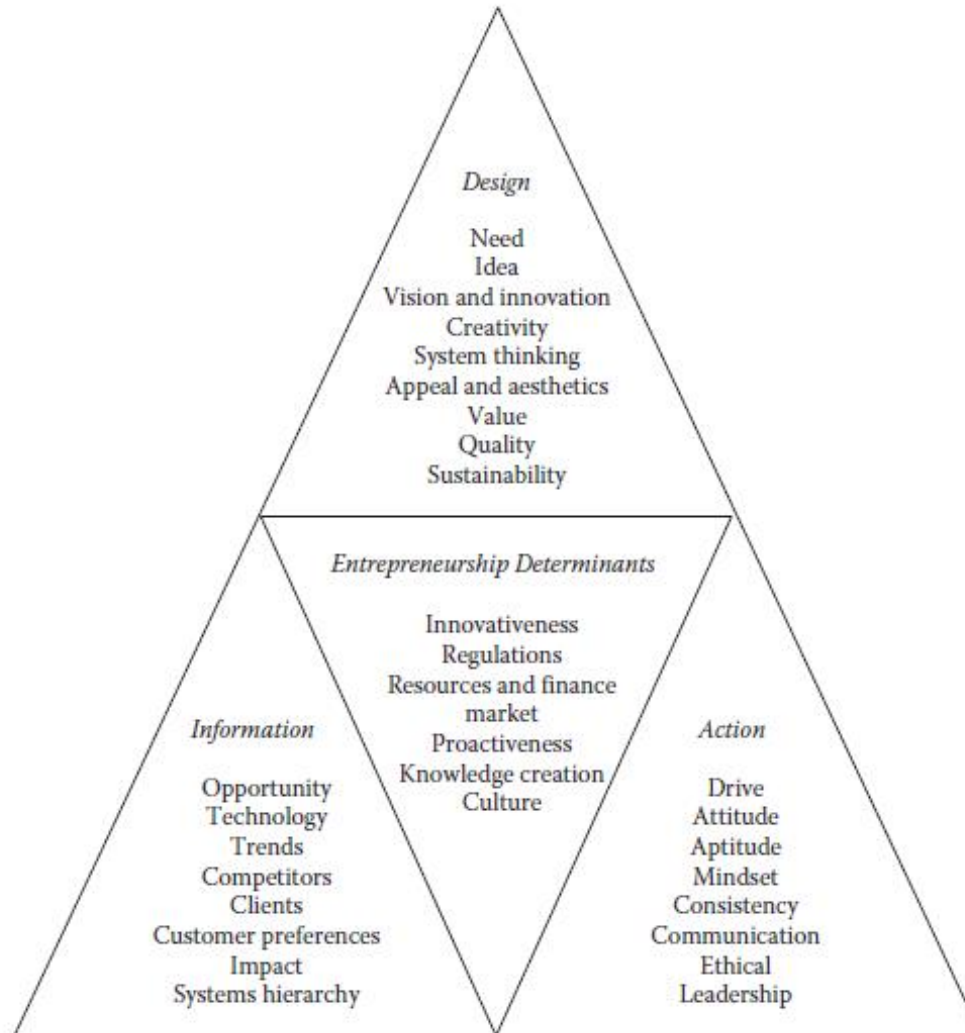 Design
Need
Idea
Vision and innovation
Creativity
System thinking
Appeal and aesthetics
Value
Quality
Sustainability
Entrepreneurship Determinants
Innovativeness
Regulations
Resources and finance
market
Proactiveness
Knowledge creation
Culture
Information
Opportunity
Technology
Trends
Competitors
Clients
Customer preferences
Impact
Systems hierarchy
Action
Drive
Attitude
Aptitude
Mindset
Consistency
Communication
Ethical
Leadership